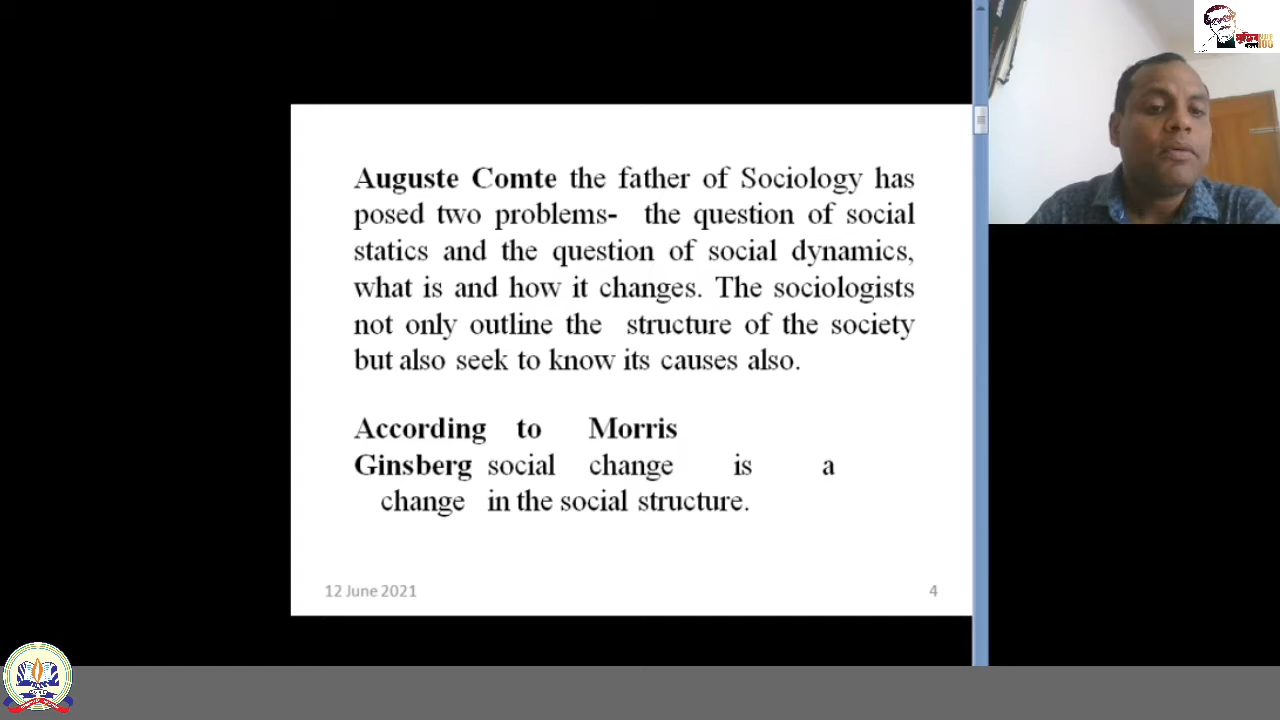 Auguste Comte the father of Sociology has
posed two problems- the question of social
statics and the question of social dynamics,
what is and how it changes. The sociologists
not only outline the structure of the society
but also seek to know its causes also.
According to Morris
Ginsberg social change is a
change in the social structure.
12 June 2021
4